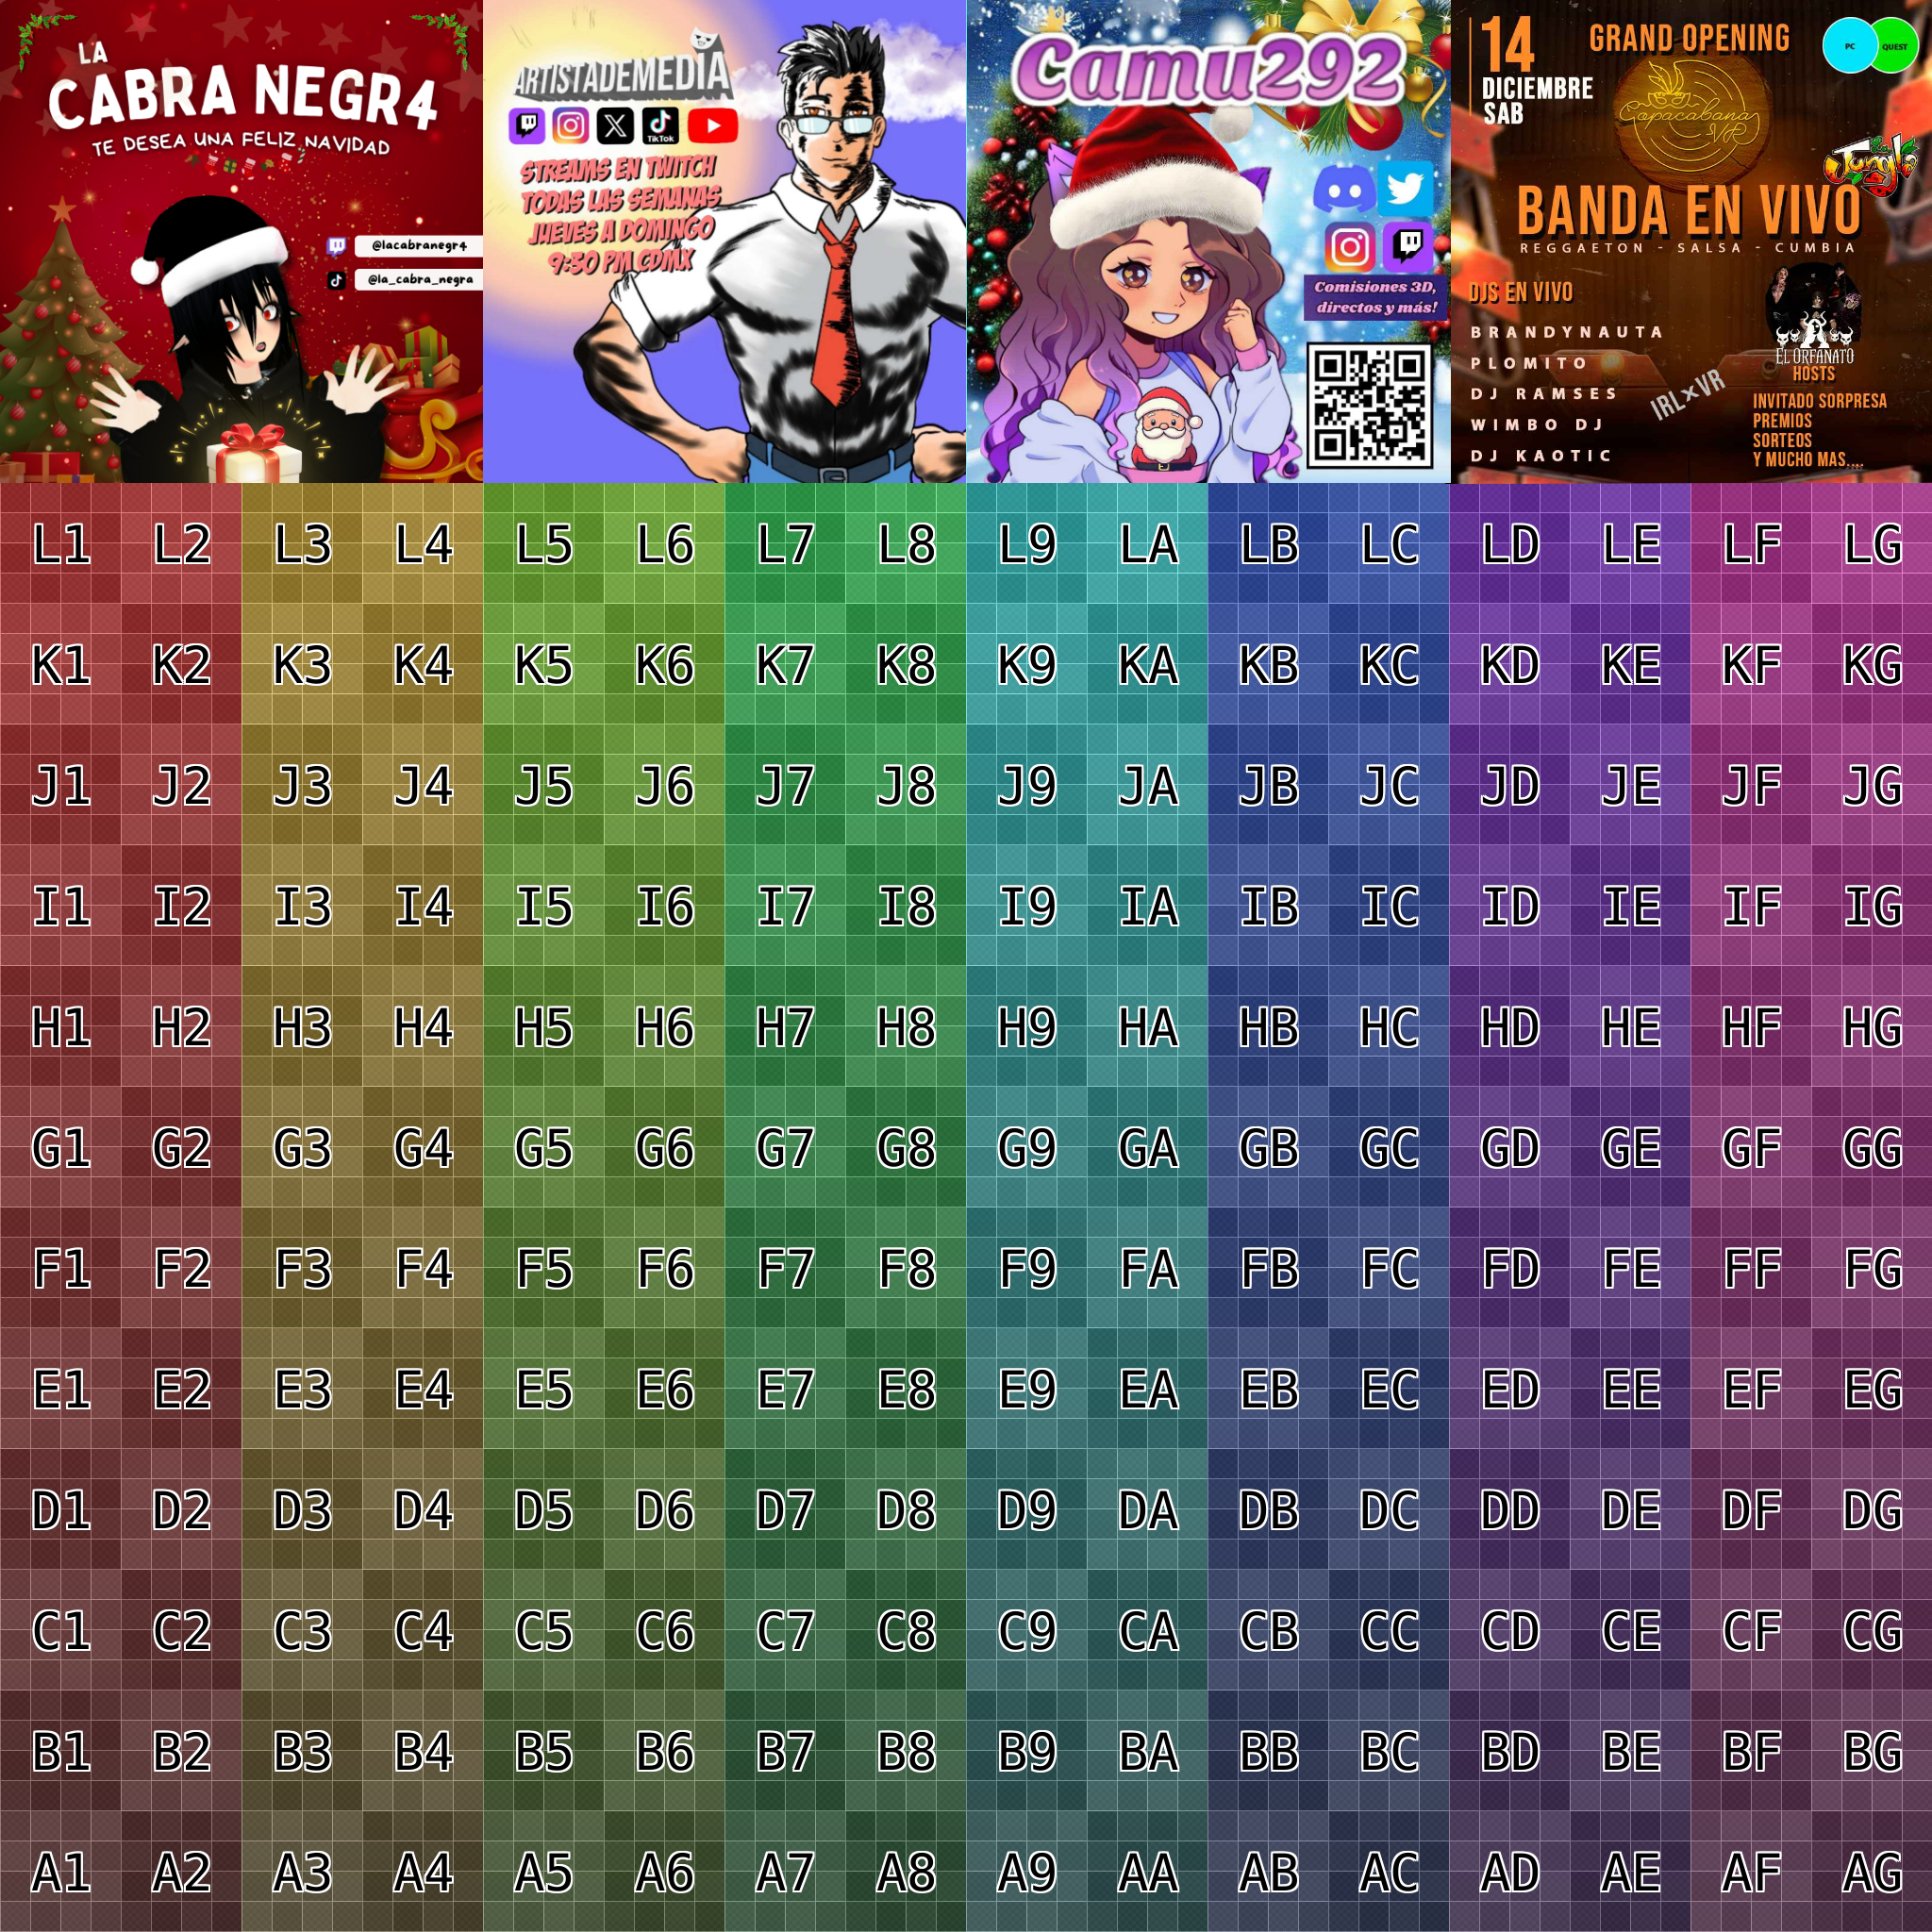 LA
CABRA NEGR4
TE DESEA UNA FELIZ NAVIDAD
@lacabranegr4
@la_cabra_negra
ARTISTADEMEDIA
TikTok
STREAMS EN TWITCH
TODAS LAS SEMANAS
JUEVES A DOMINGO
9:30 PM CDMX
Camu292
Comisiones 3D,
directos y más!
14
DICIEMBRE
SAB
GRAND OPENING
PC
QUEST
Copacabana
VR
La
Jungla
BANDA EN VIVO
REGGAETON - SALSA - CUMBIA
DJS EN VIVO
BRANDYNAUTA
PLOMITO
DJ RAMSES
WIMBO DJ
DJ KAOTIC
IRL×VR
EL ORFANATO
HOSTS
INVITADO SORPRESA
PREMIOS
SORTEOS
Y MUCHO MAS....
L1 L2 L3 L4 L5 L6 L7 L8 L9 LA LB LC LD LE LF LG
K1 K2 K3 K4 K5 K6 K7 K8 K9 KA KB KC KD KE KF KG
J1 J2 J3 J4 J5 J6 J7 J8 J9 JA JB JC JD JE JF JG
I1 I2 I3 I4 I5 I6 I7 I8 I9 IA IB IC ID IE IF IG
H1 H2 H3 H4 H5 H6 H7 H8 H9 HA HB HC HD HE HF HG
G1 G2 G3 G4 G5 G6 G7 G8 G9 GA GB GC GD GE GF GG
F1 F2 F3 F4 F5 F6 F7 F8 F9 FA FB FC FD FE FF FG
E1 E2 E3 E4 E5 E6 E7 E8 E9 EA EB EC ED EE EF EG
D1 D2 D3 D4 D5 D6 D7 D8 D9 DA DB DC DD DE DF DG
C1 C2 C3 C4 C5 C6 C7 C8 C9 CA CB CC CD CE CF CG
B1 B2 B3 B4 B5 B6 B7 B8 B9 BA BB BC BD BE BF BG
A1 A2 A3 A4 A5 A6 A7 A8 A9 AA AB AC AD AE AF AG